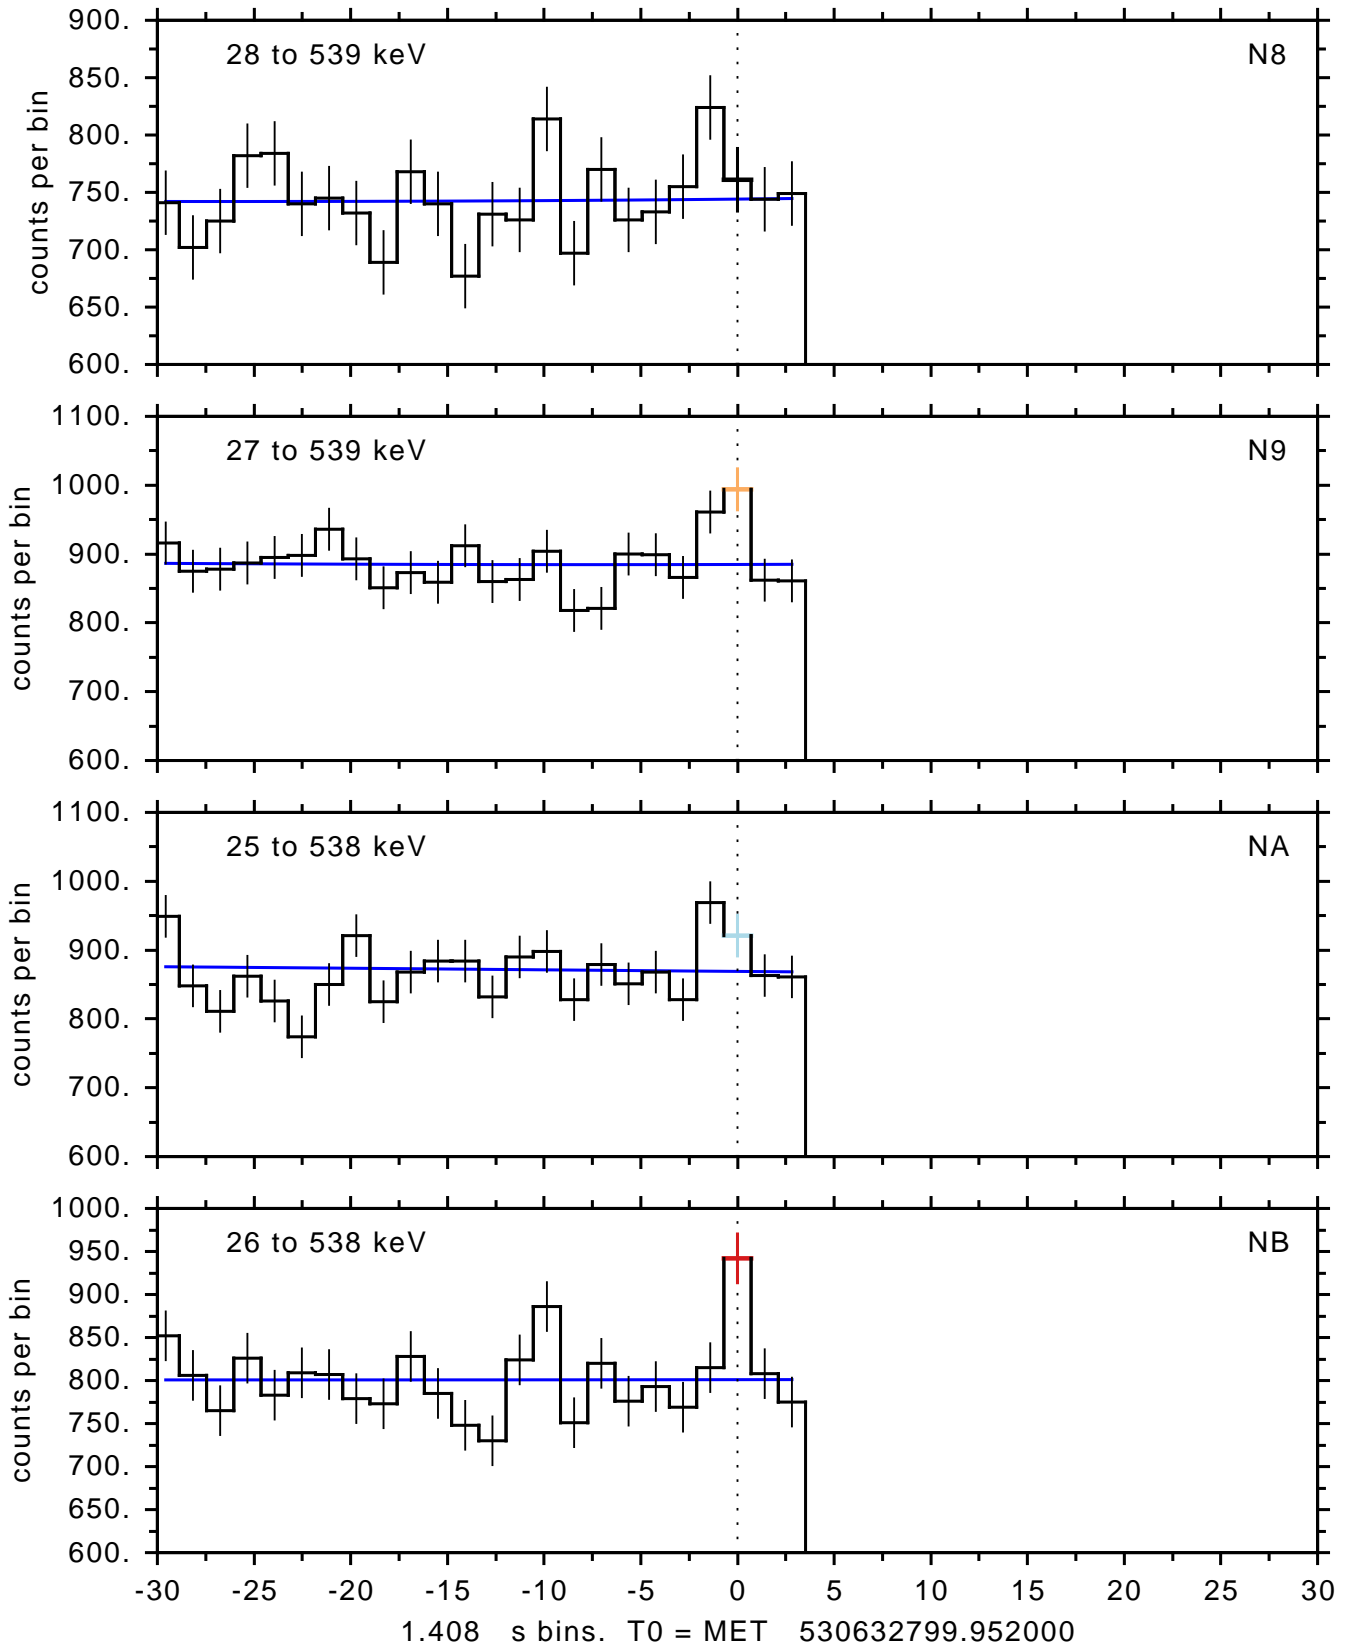 900.
28 to 539 keV N8
850.
800.
750.
700.
650.
600.
counts per bin
1100.
27 to 539 keV N9
1000.
900.
800.
700.
600.
counts per bin
1100.
25 to 538 keV NA
1000.
900.
800.
700.
600.
counts per bin
1000.
26 to 538 keV NB
950.
900.
850.
800.
750.
700.
650.
600.
counts per bin
-30 -25 -20 -15 -10 -5 0 5 10 15 20 25 30
1.408 s bins. T0 = MET 530632799.952000